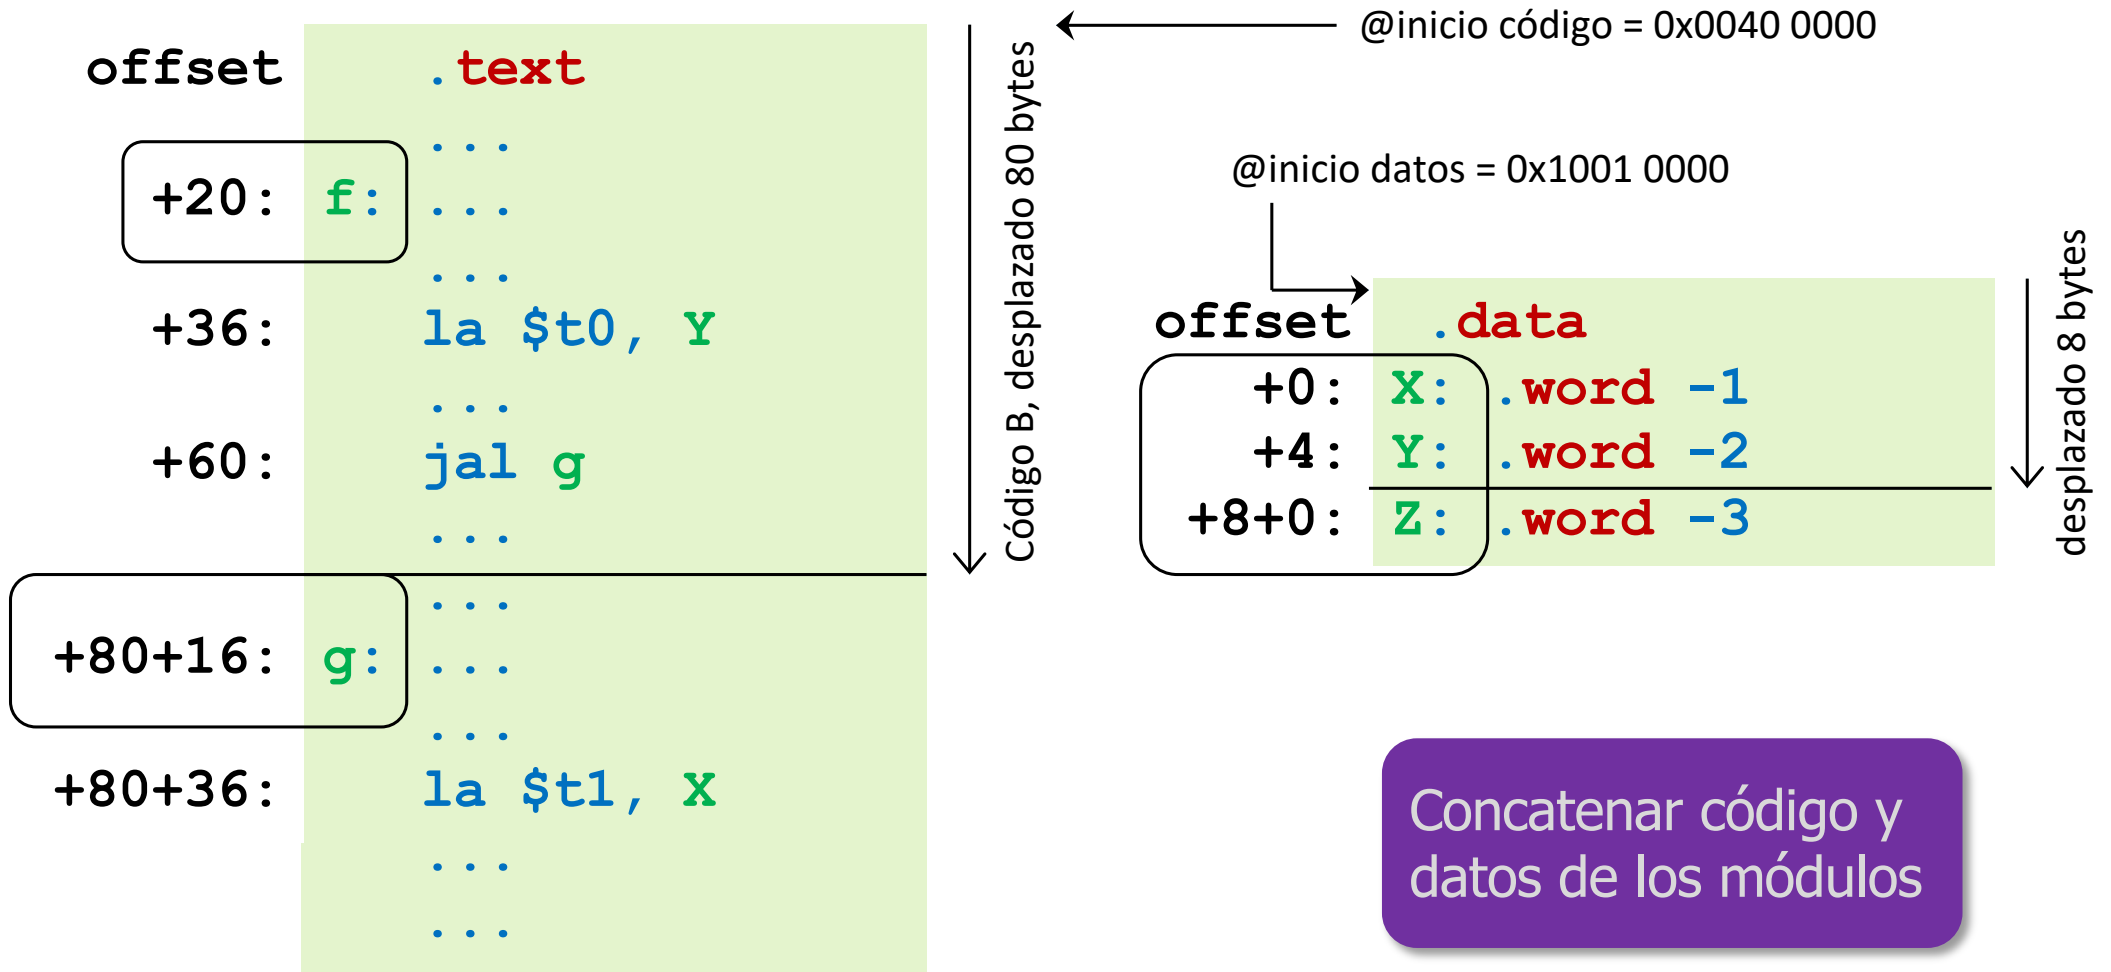 offset .text
...
+20: f: ...
...
+36: la $t0, Y
...
+60: jal g
...
...
+80+16: g: ...
...
+80+36: la $t1, X
...
...
Código B, desplazado 80 bytes
@inicio código = 0x0040 0000
@inicio datos = 0x1001 0000
offset .data
+0: X: .word -1
+4: Y: .word -2
+8+0: Z: .word -3
desplazado 8 bytes
Concatenar código y
datos de los módulos